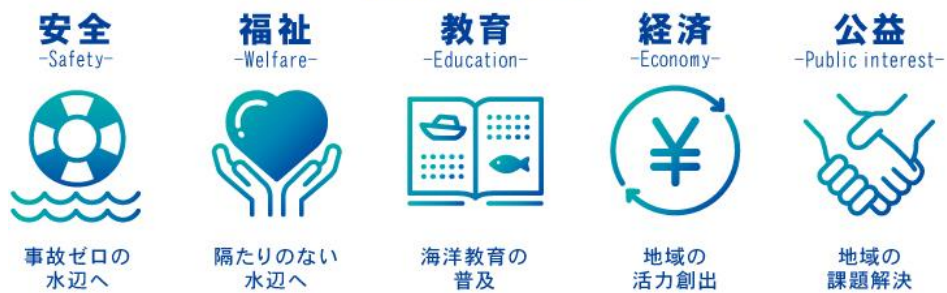 安全
-Safety-
事故ゼロの
水辺へ
福祉
-Welfare-
隔たりのない
水辺へ
教育
-Education-
海洋教育の
普及
経済
-Economy-
¥
地域の
活力創出
公益
-Public interest-
地域の
課題解決